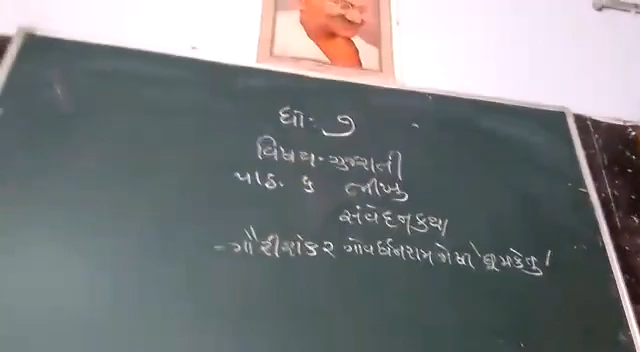 ધો:- ૭
વિષય - ગુજરાતી
પાઠ. ૬ ભીખુ
સંવેદનકથા
- ગૌરીશંકર ગોવર્ધનરામ જોષી 'ધૂમકેતુ'